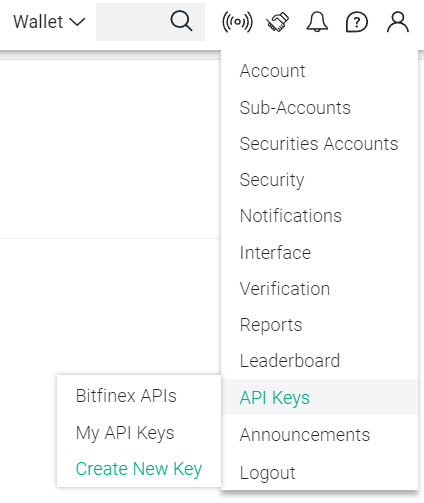 Wallet
Account
Sub-Accounts
Securities Accounts
Security
Notifications
Interface
Verification
Reports
Leaderboard
API Keys
Bitfinex APIs
My API Keys
Create New Key
Announcements
Logout